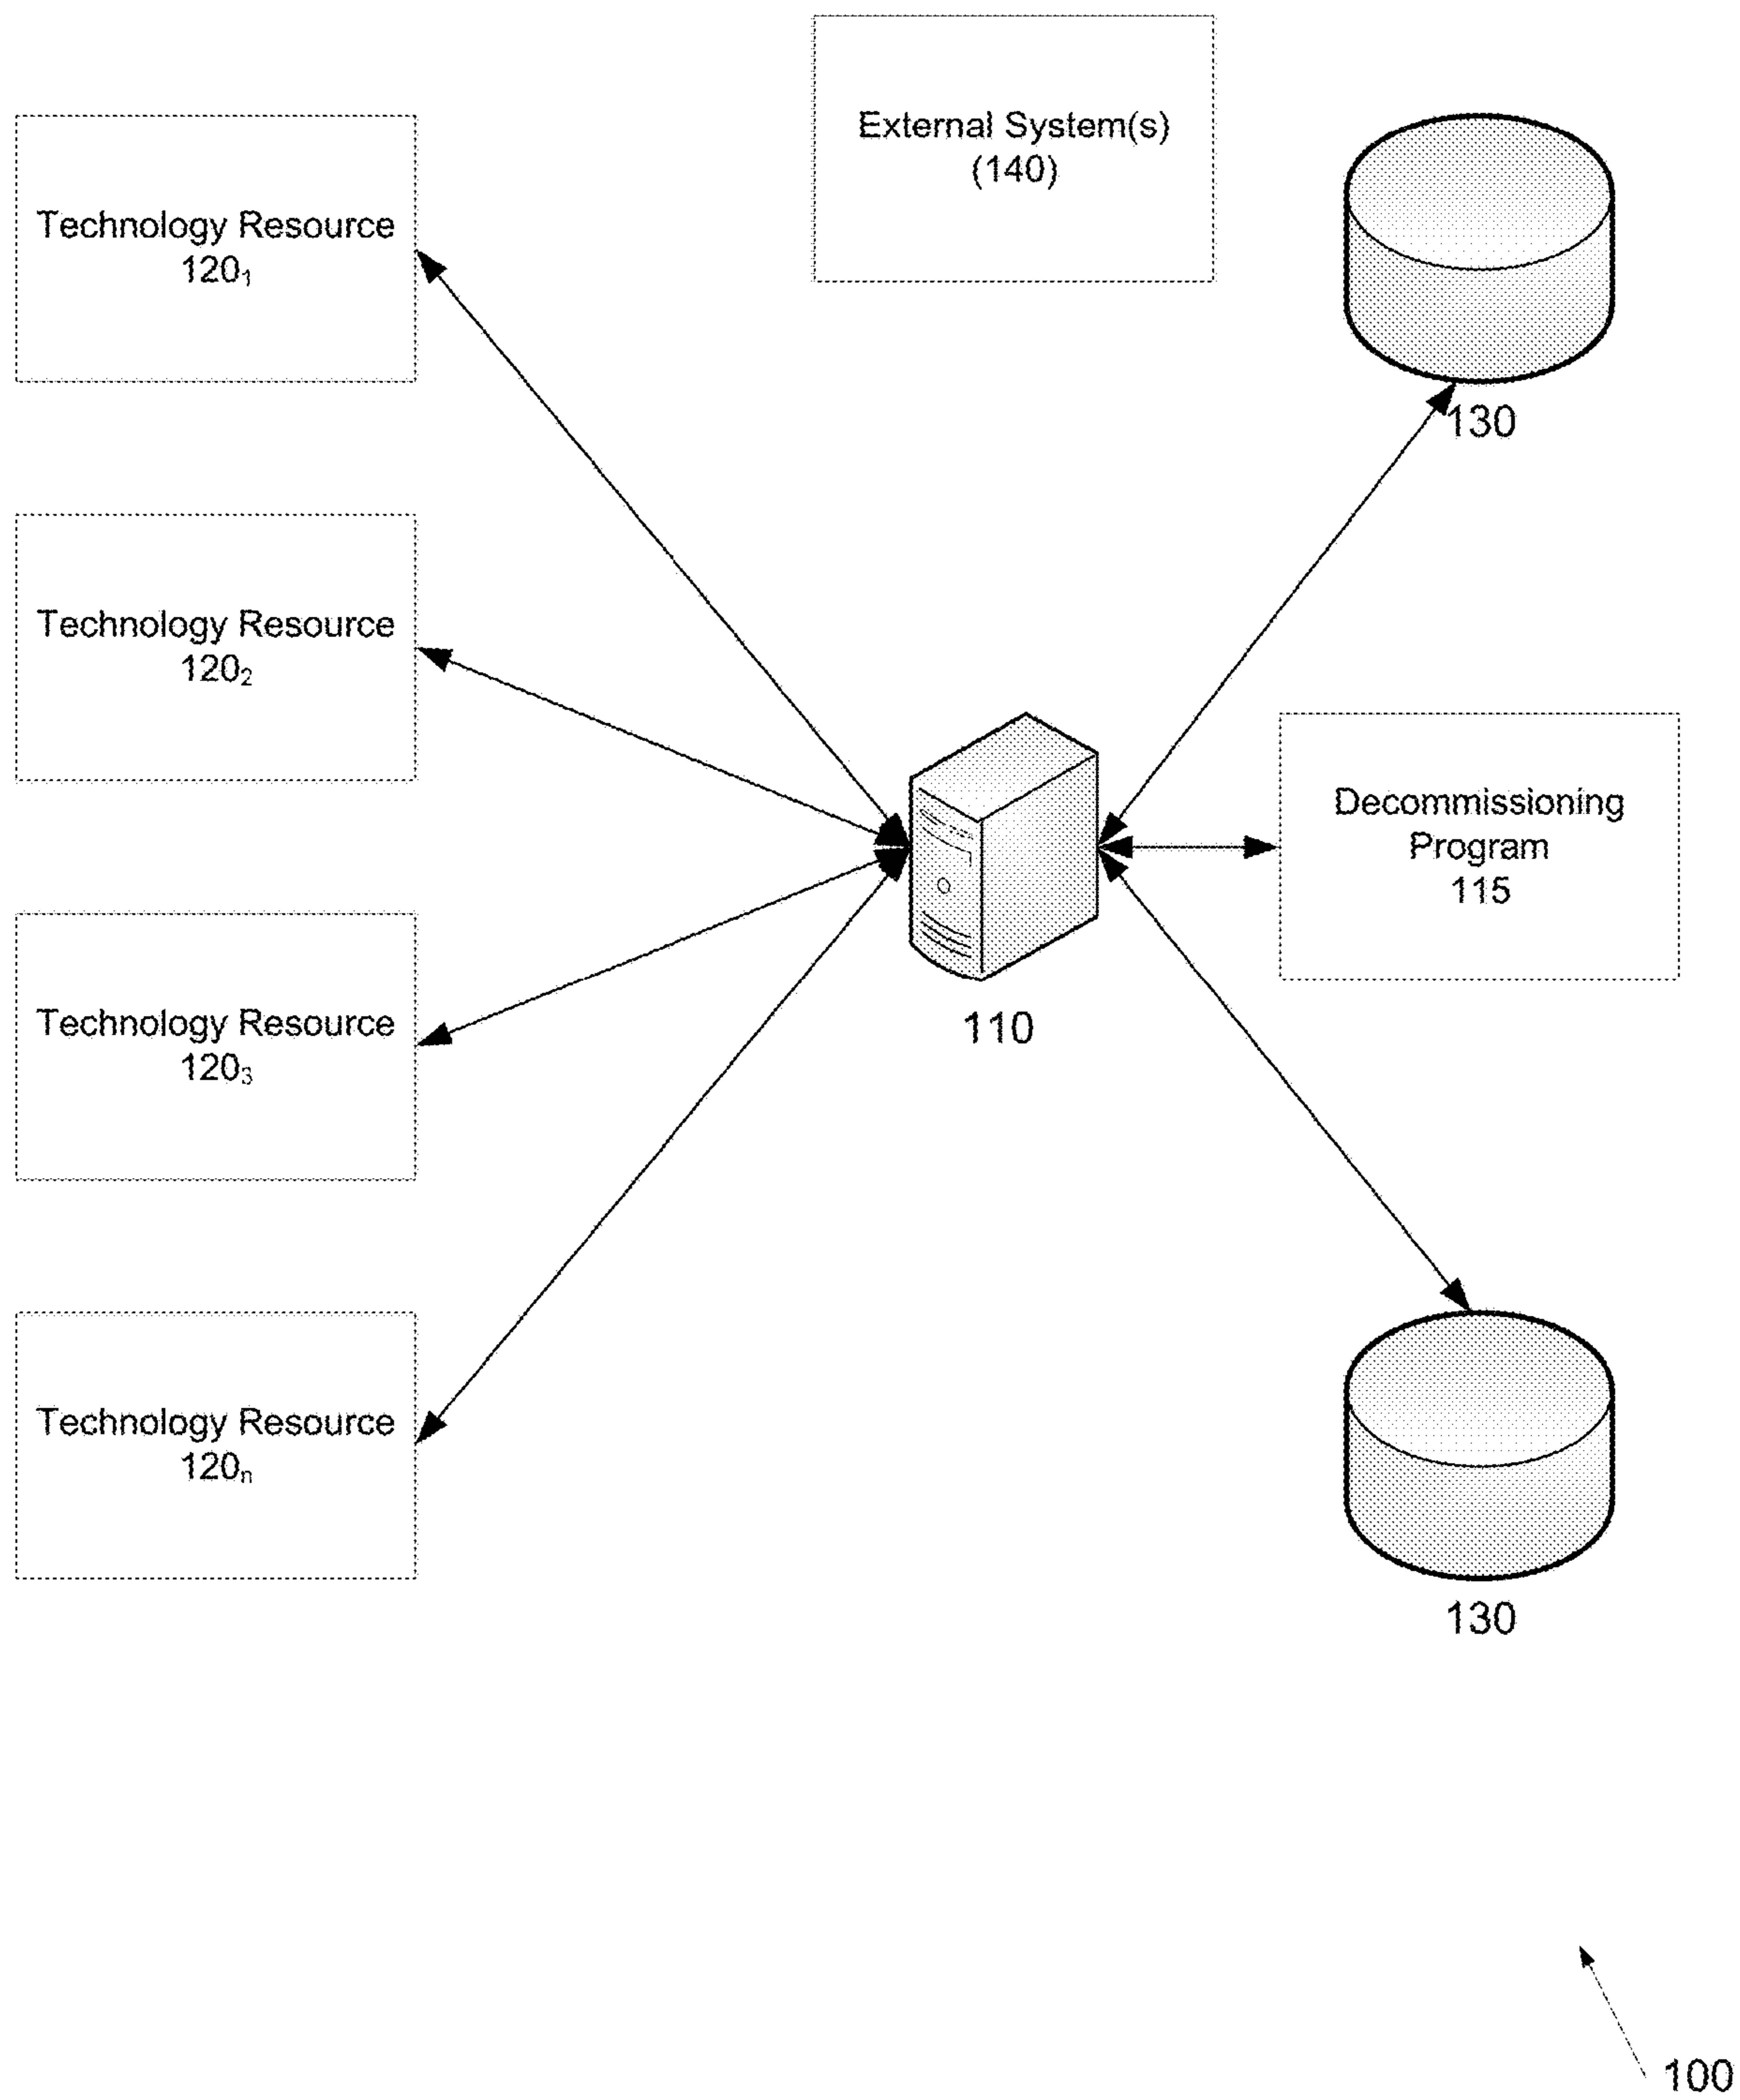 External System(s)
(140)
Technology Resource
120₁
130
Technology Resource
120₂
Decommissioning
Program
115
Technology Resource
120₃
110
Technology Resource
120ₙ
130
100